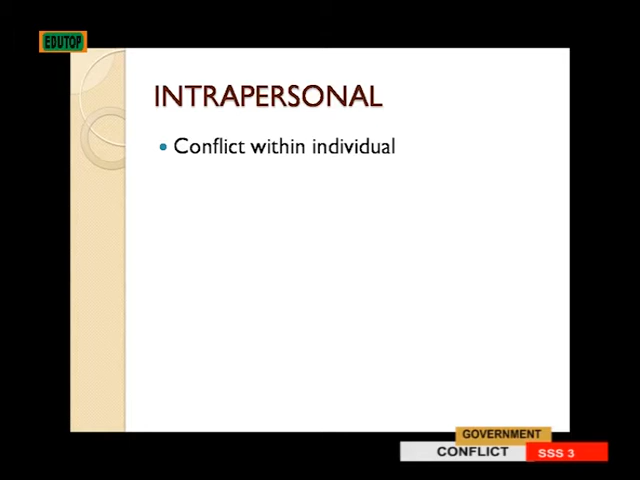 EDUTOP
INTRAPERSONAL
• Conflict within individual
GOVERNMENT
CONFLICT SSS 3